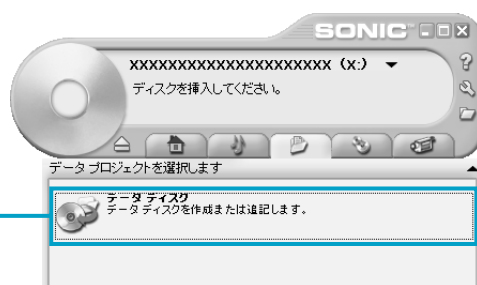 SONIC
XXXXXXXXXXXXXXXXXXXXX (X:)
ディスクを挿入してください。
データ プロジェクトを選択します
データ ディスク
データ ディスクを作成または追記します。